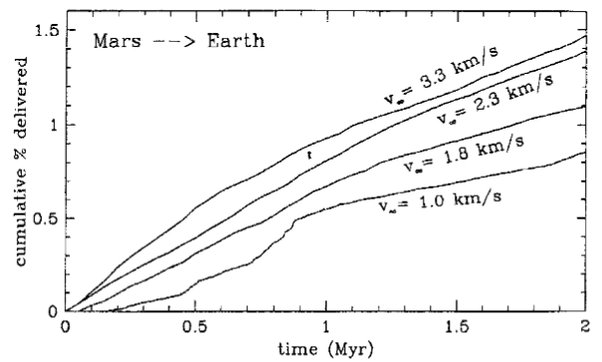 1.5
Mars ---> Earth
v∞= 3.3 km/s
v∞= 2.3 km/s
v∞= 1.8 km/s
v∞= 1.0 km/s
1
0.5
0
cumulative % delivered
0 0.5 1 1.5 2
time (Myr)